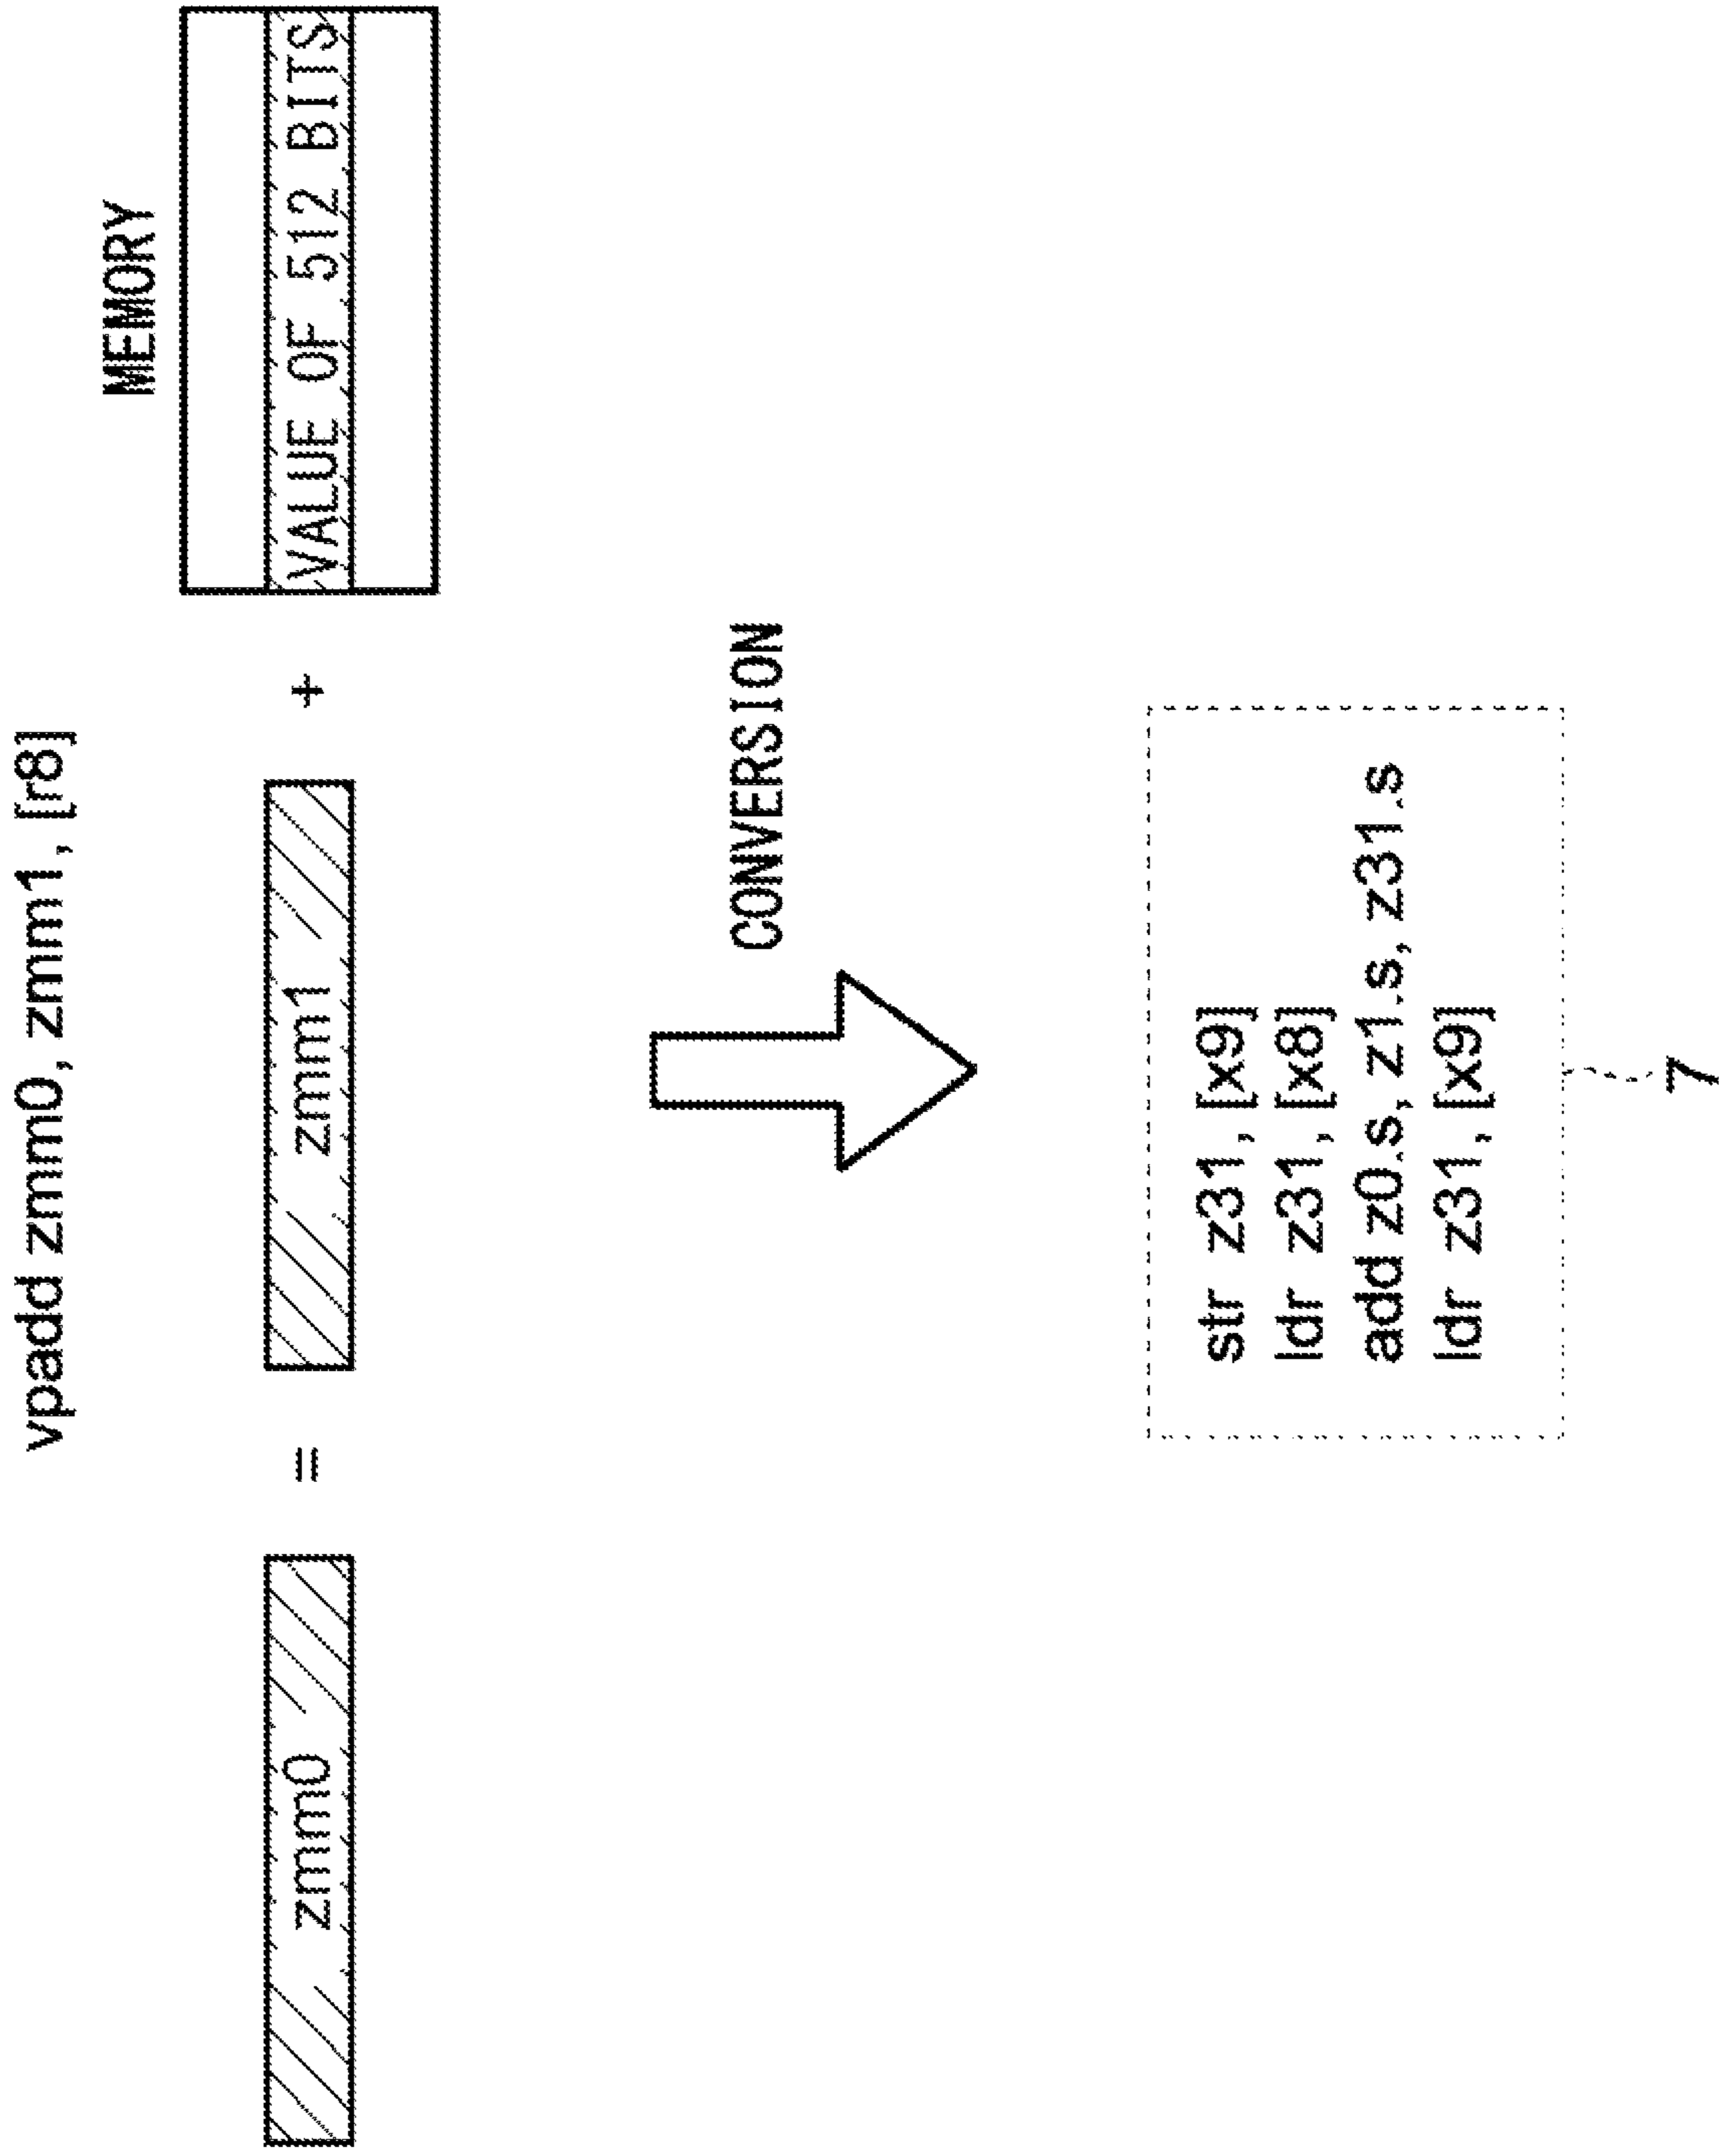 vpadd zmm0, zmm1, [r8]
MEMORY
zmm0 = zmm1 + VALUE OF 512 BITS
CONVERSION
str z31, [x9]
ldr z31, [x8]
add z0.s, z1.s, z31.s
ldr z31, [x9]
7